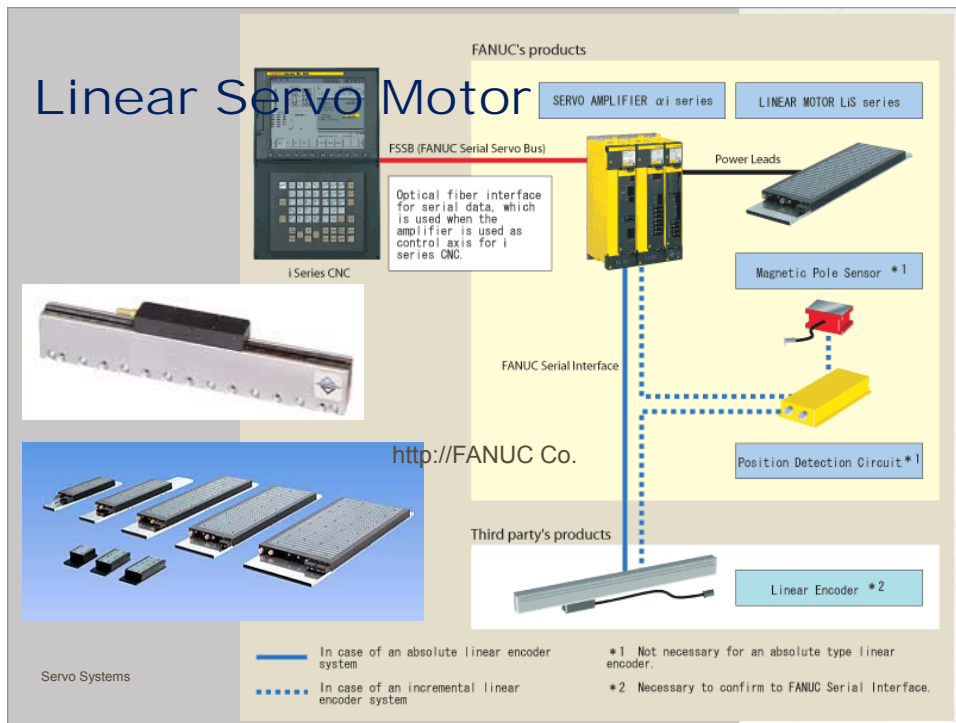 FANUC's products
Linear Servo Motor
SERVO AMPLIFIER αi series
LINEAR MOTOR LiS series
FSSB (FANUC Serial Servo Bus)
Power Leads
Optical fiber interface
for serial data, which
is used when the
amplifier is used as
control axis for i
series CNC.
i Series CNC
Magnetic Pole Sensor *1
FANUC Serial Interface
http://FANUC Co.
Position Detection Circuit*1
Third party's products
Linear Encoder *2
In case of an absolute linear encoder
system
In case of an incremental linear
encoder system
*1 Not necessary for an absolute type linear
encoder.
*2 Necessary to confirm to FANUC Serial Interface.
Servo Systems